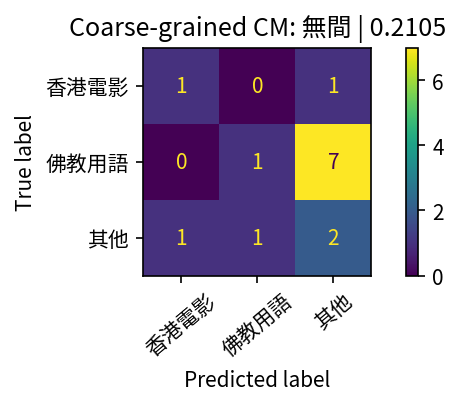 Coarse-grained CM: 無間 | 0.2105
True label
香港電影
佛教用語
其他
1 0 1
0 1 7
1 1 2
香港電影 佛教用語 其他
Predicted label
6
4
2
0